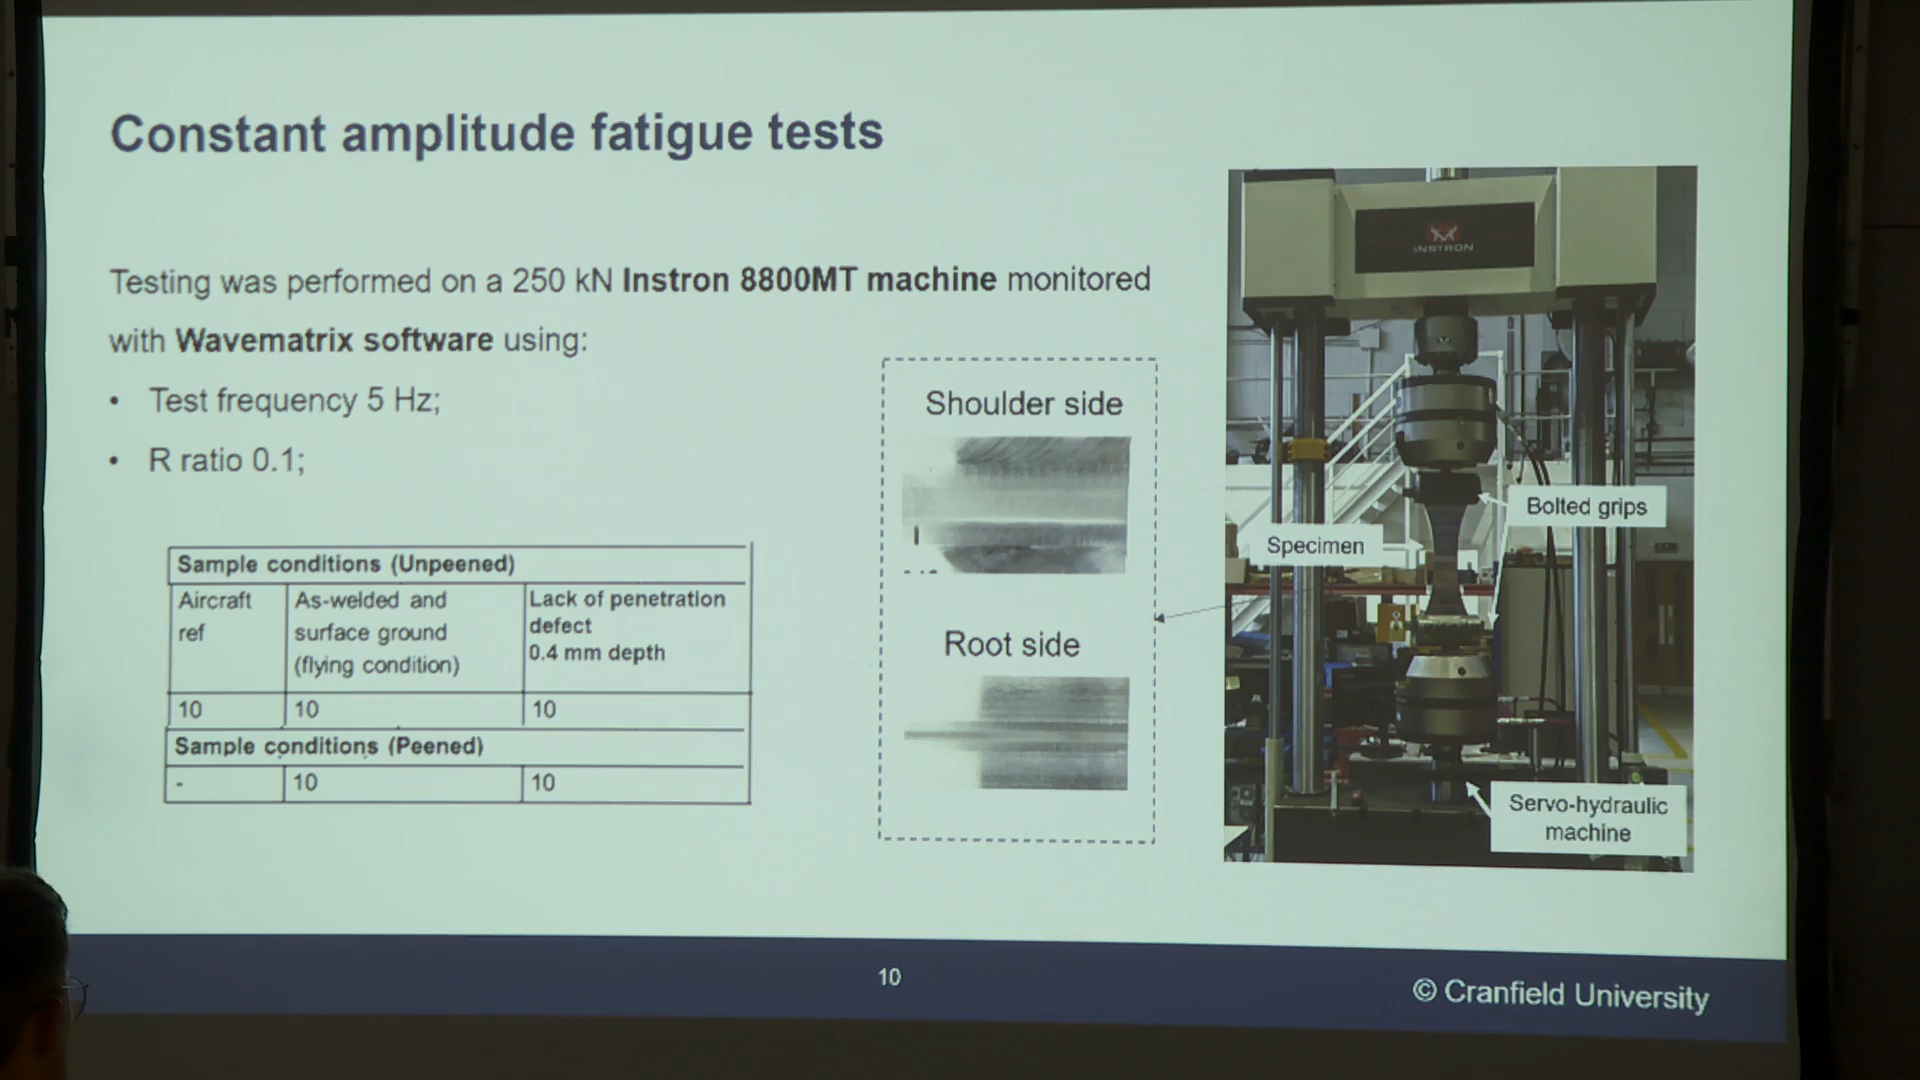 Constant amplitude fatigue tests
Testing was performed on a 250 kN Instron 8800MT machine monitored
with Wavematrix software using:
• Test frequency 5 Hz;
• R ratio 0.1;
Sample conditions (Unpeened)
Aircraft
ref
As-welded and
surface ground
(flying condition)
Lack of penetration
defect
0.4 mm depth
10
10
10
Sample conditions (Peened)
-
10
10
Shoulder side
Root side
INSTRON
Specimen
Bolted grips
Servo-hydraulic
machine
10
© Cranfield University